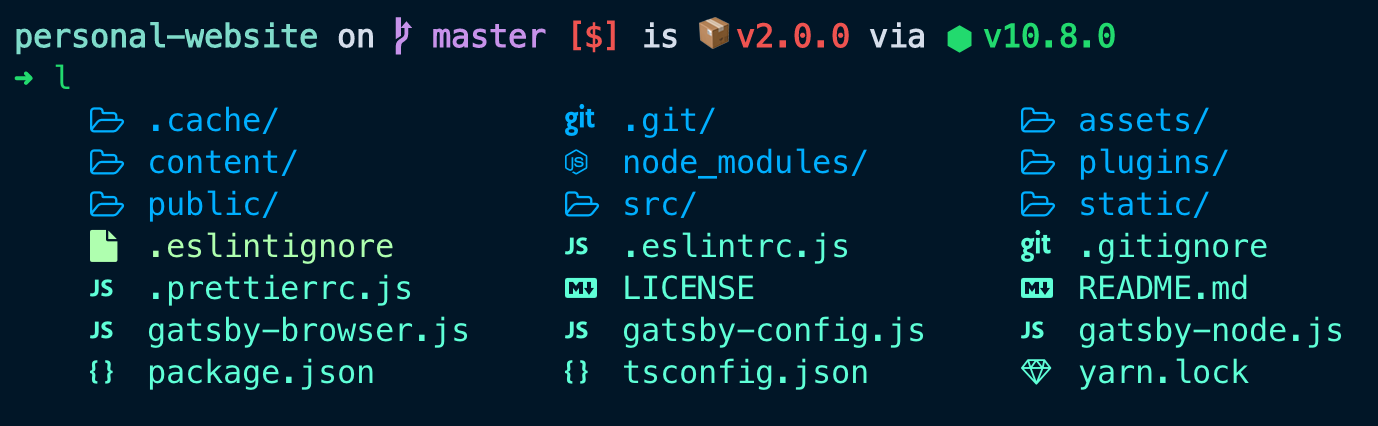 personal-website on master [$] is v2.0.0 via v10.8.0
➜ l
.cache/ git .git/ assets/
content/ JS node_modules/ plugins/
public/ src/ static/
.eslintignore JS .eslintrc.js git .gitignore
JS .prettierrc.js M↓ LICENSE M↓ README.md
JS gatsby-browser.js JS gatsby-config.js JS gatsby-node.js
{} package.json {} tsconfig.json yarn.lock